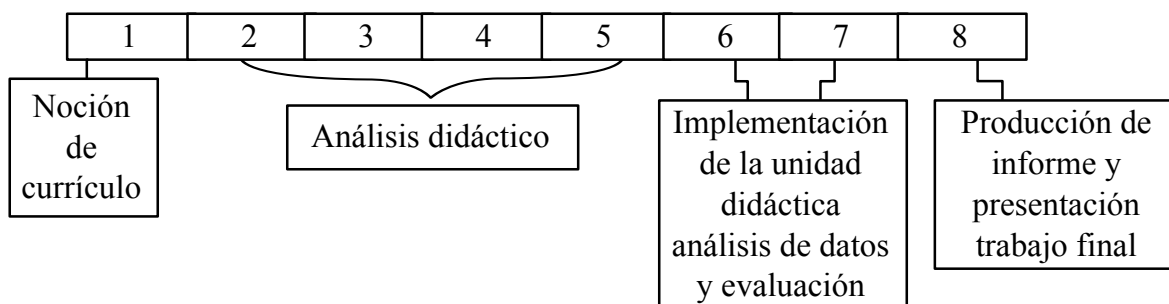 1 2 3 4 5 6 7 8
Noción
de
currículo
Análisis didáctico
Implementación
de la unidad
didáctica
análisis de datos
y evaluación
Producción de
informe y
presentación
trabajo final